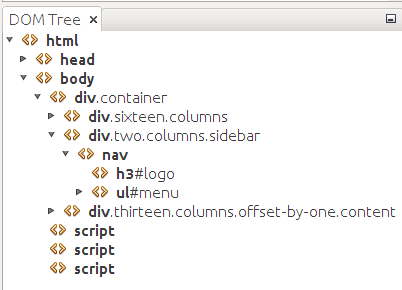 DOM Tree
html
head
body
div.container
div.sixteen.columns
div.two.columns.sidebar
nav
h3#logo
ul#menu
div.thirteen.columns.offset-by-one.content
script
script
script